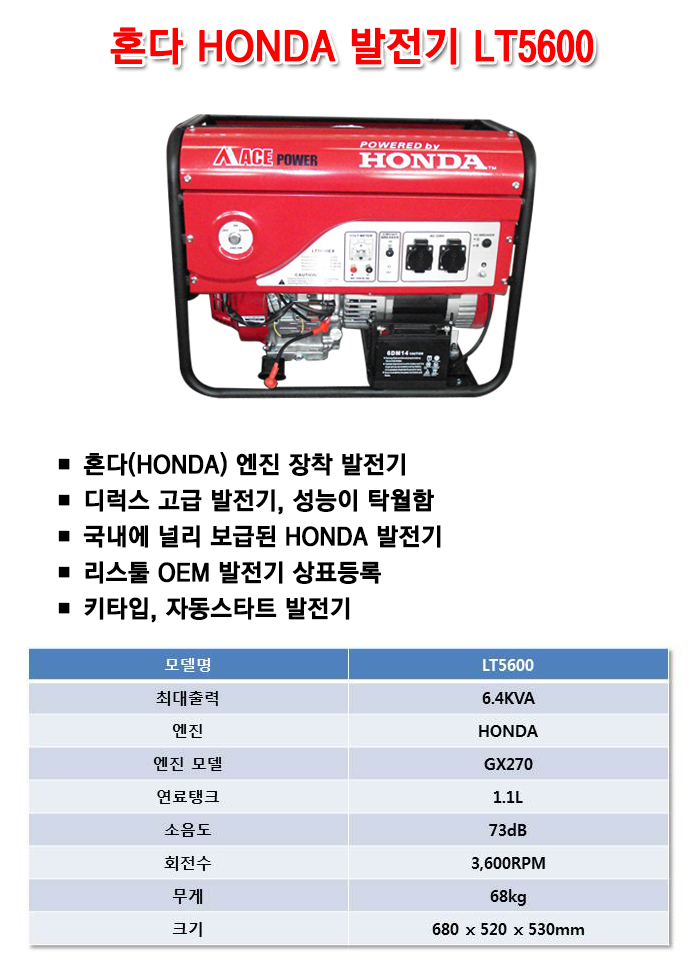 혼다 HONDA 발전기 LT5600
ACE POWER
POWERED by
HONDA
CAUTION
6DM14
■ 혼다(HONDA) 엔진 장착 발전기
■ 디럭스 고급 발전기, 성능이 탁월함
■ 국내에 널리 보급된 HONDA 발전기
■ 리스툴 OEM 발전기 상표등록
■ 키타입, 자동스타트 발전기
모델명 LT5600
최대출력 6.4KVA
엔진 HONDA
엔진 모델 GX270
연료탱크 1.1L
소음도 73dB
회전수 3,600RPM
무게 68kg
크기 680 x 520 x 530mm